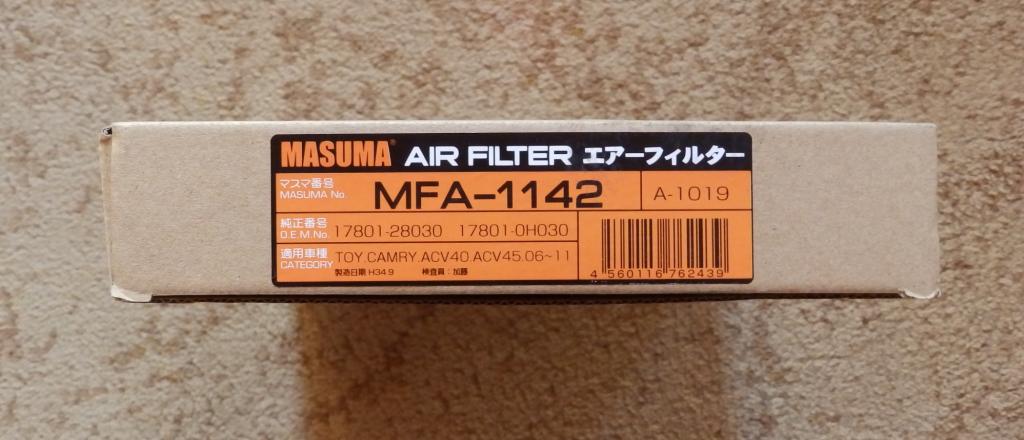 MASUMA® AIR FILTER エアーフィルター
マスマ番号
MASUMA No.
MFA-1142
A-1019
純正番号
O.E.M.No.
17801-28030 17801-0H030
適用車種
CATEGORY
TOY.CAMRY.ACV40.ACV45.06~11
製造日期 H34.9 検査員：加藤
4 560116 762439